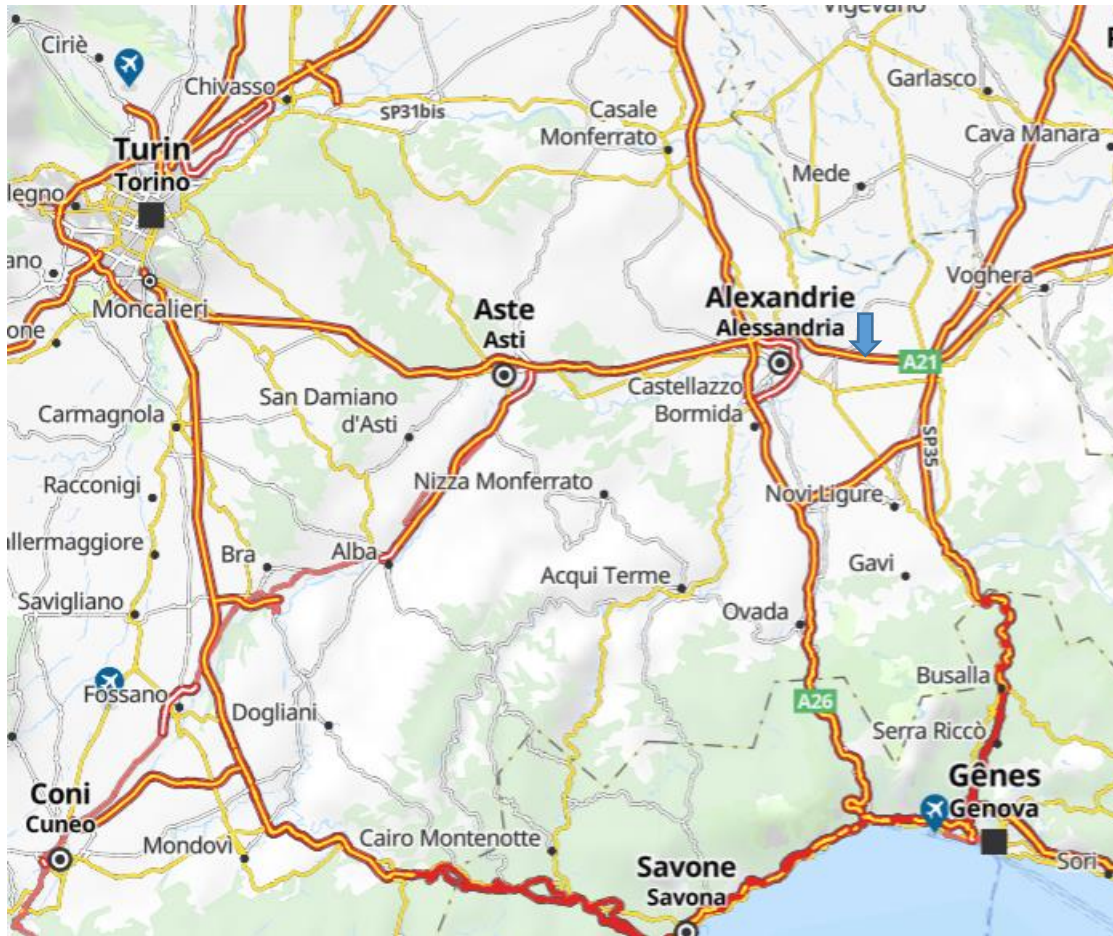 Vigevano
Ciriè
Garlasco
Chivasso
Casale
Monferrato
SP31bis
Cava Manara
Turin
Torino
Mede
legno
ano
Voghera
Moncalieri
Aste
Asti
Alexandrie
Alessandria
one
A21
Castellazzo
Bormida
San Damiano
d'Asti
Carmagnola
SP35
Racconigi
Nizza Monferrato
Novi Ligure
allermaggiore
Bra
Alba
Acqui Terme
Gavi
Savigliano
Ovada
Fossano
Dogliani
Busalla
A26
Serra Riccò
Coni
Cuneo
Gênes
Genova
Mondovì
Cairo Montenotte
Savone
Savona
Sori